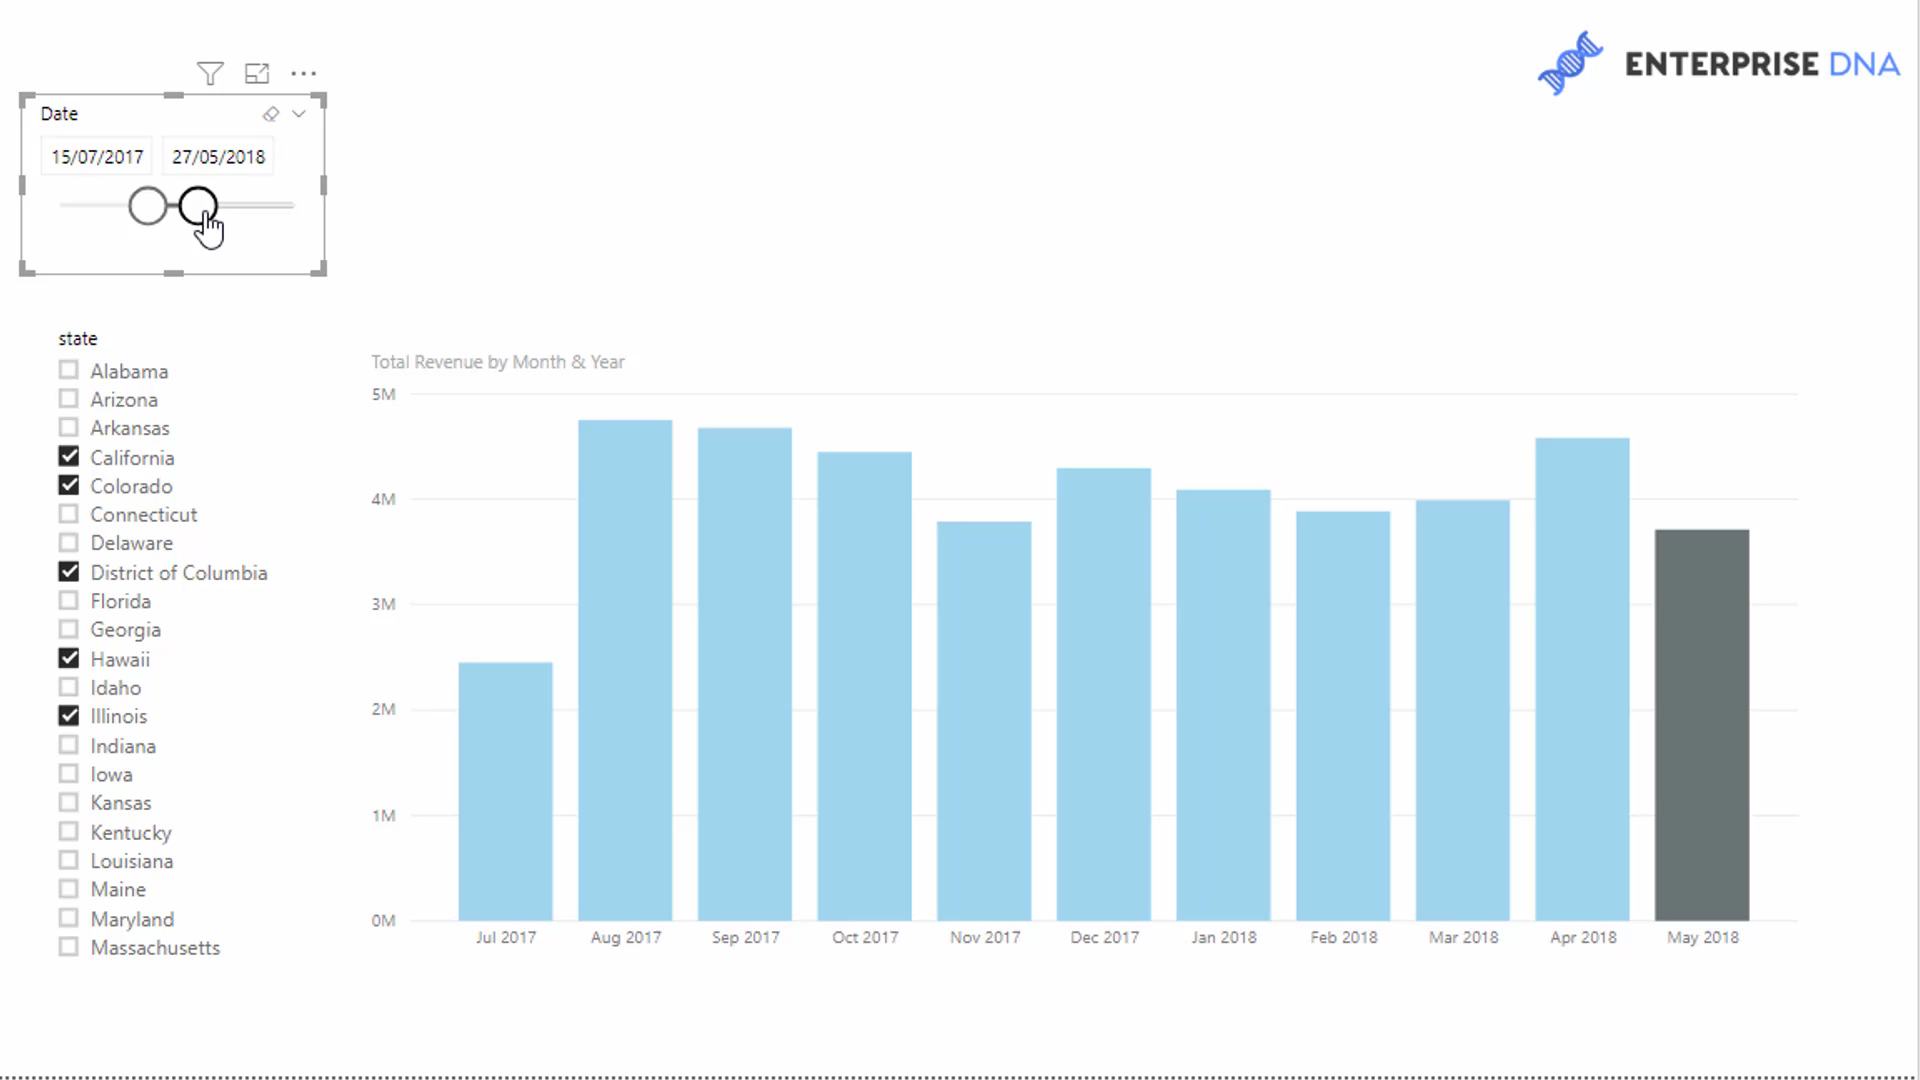 ENTERPRISE DNA
Date
15/07/2017 27/05/2018
state
Alabama
Arizona
Arkansas
California
Colorado
Connecticut
Delaware
District of Columbia
Florida
Georgia
Hawaii
Idaho
Illinois
Indiana
Iowa
Kansas
Kentucky
Louisiana
Maine
Maryland
Massachusetts
Total Revenue by Month & Year
5M
4M
3M
2M
1M
0M
Jul 2017 Aug 2017 Sep 2017 Oct 2017 Nov 2017 Dec 2017 Jan 2018 Feb 2018 Mar 2018 Apr 2018 May 2018